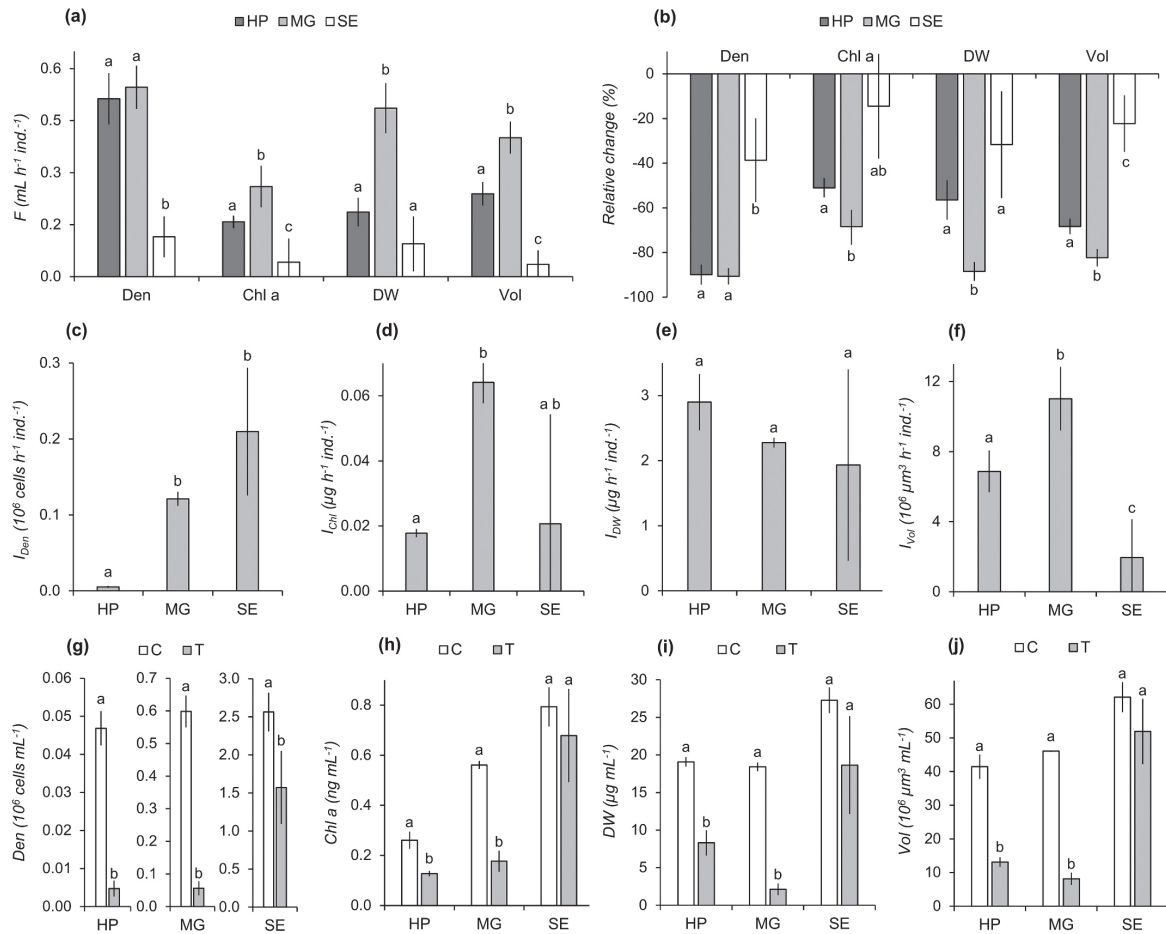 (a)
HP MG SE
F (mL h⁻¹ ind.⁻¹)
0.6
0.5
0.3
0.2
0.0
a a b
a b c
a b a
a b c
Den Chl a DW Vol
(b)
HP MG SE
Den Chl a DW Vol
Relative change (%)
0
-20
-40
-60
-80
-100
a a b
a b ab
a b a
a b c
(c)
I_Den (10⁶ cells h⁻¹ ind.⁻¹)
0.3
0.2
0.1
0.0
a b b
HP MG SE
(d)
I_Chl (µg h⁻¹ ind.⁻¹)
0.06
0.04
0.02
0.00
a b a b
HP MG SE
(e)
I_DW (µg h⁻¹ ind.⁻¹)
3
2
1
0
a a a
HP MG SE
(f)
I_Vol (10⁶ µm³ h⁻¹ ind.⁻¹)
12
8
4
0
a b c
HP MG SE
(g)
C T
Den (10⁶ cells mL⁻¹)
0.06
0.05
0.04
0.03
0.02
0.01
0.00
a b
HP
0.7
0.6
0.5
0.4
0.3
0.2
0.1
0.0
a b
MG
3.0
2.5
2.0
1.5
1.0
0.5
0.0
a b
SE
(h)
C T
Chl a (ng mL⁻¹)
0.8
0.6
0.4
0.2
0.0
a b a b a a
HP MG SE
(i)
C T
DW (µg mL⁻¹)
30
25
20
15
10
5
0
a b a b a a
HP MG SE
(j)
C T
Vol (10⁶ µm³ mL⁻¹)
60
50
40
30
20
10
0
a b a b a a
HP MG SE